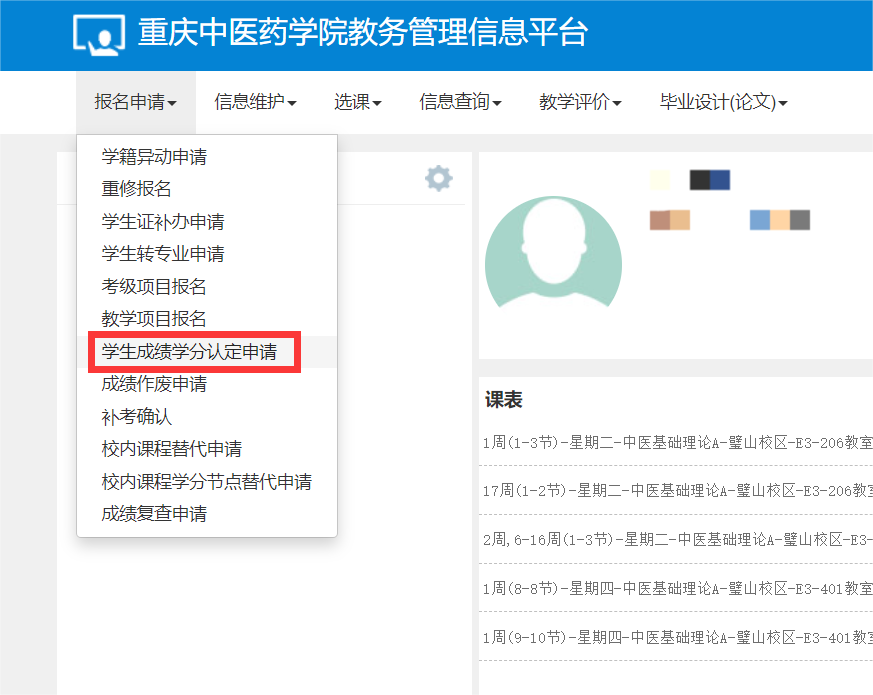 重庆中医药学院教务管理信息平台
报名申请 信息维护 选课 信息查询 教学评价 毕业设计(论文)
学籍异动申请
重修报名
学生证补办申请
学生转专业申请
考级项目报名
教学项目报名
学生成绩学分认定申请
成绩作废申请
补考确认
校内课程替代申请
校内课程学分节点替代申请
成绩复查申请
课表
1周(1-3节)-星期二-中医基础理论A-璧山校区-E3-206教室
17周(1-2节)-星期二-中医基础理论A-璧山校区-E3-206教室
2周,6-16周(1-3节)-星期二-中医基础理论A-璧山校区-E3-
1周(8-8节)-星期四-中医基础理论A-璧山校区-E3-401教室
1周(9-10节)-星期四-中医基础理论A-璧山校区-E3-401教室